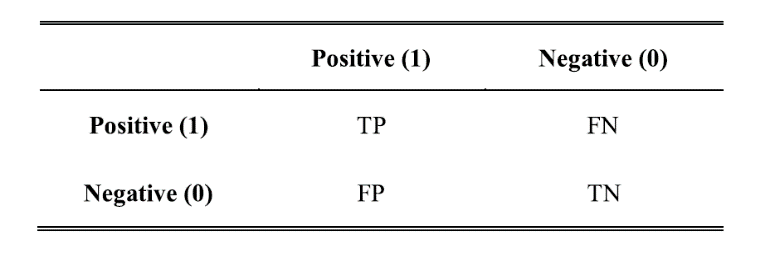 Positive (1) Negative (0)
Positive (1) TP FN
Negative (0) FP TN